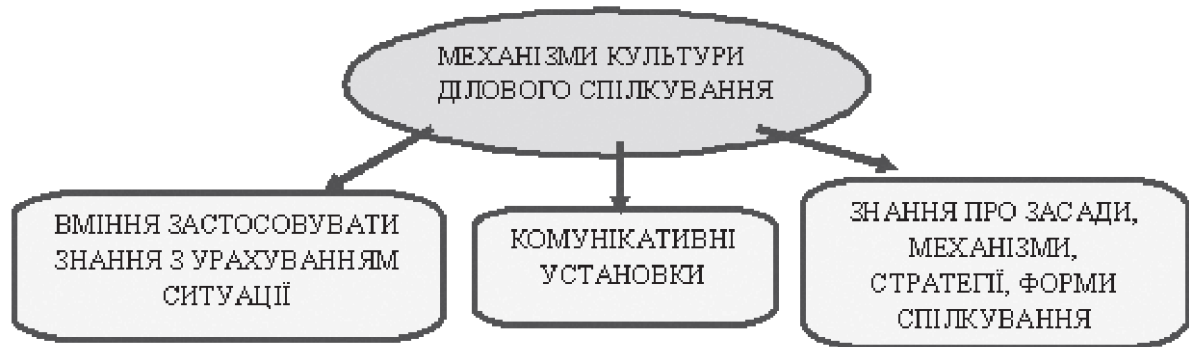 МЕХАНІЗМИ КУЛЬТУРИ
ДІЛОВОГО СПІЛКУВАННЯ
ВМІННЯ ЗАСТОСОВУВАТИ
ЗНАННЯ З УРАХУВАННЯМ
СИТУАЦІЇ
КОМУНІКАТИВНІ
УСТАНОВКИ
ЗНАННЯ ПРО ЗАСАДИ,
МЕХАНІЗМИ,
СТРАТЕГІЇ, ФОРМИ
СПІЛКУВАННЯ